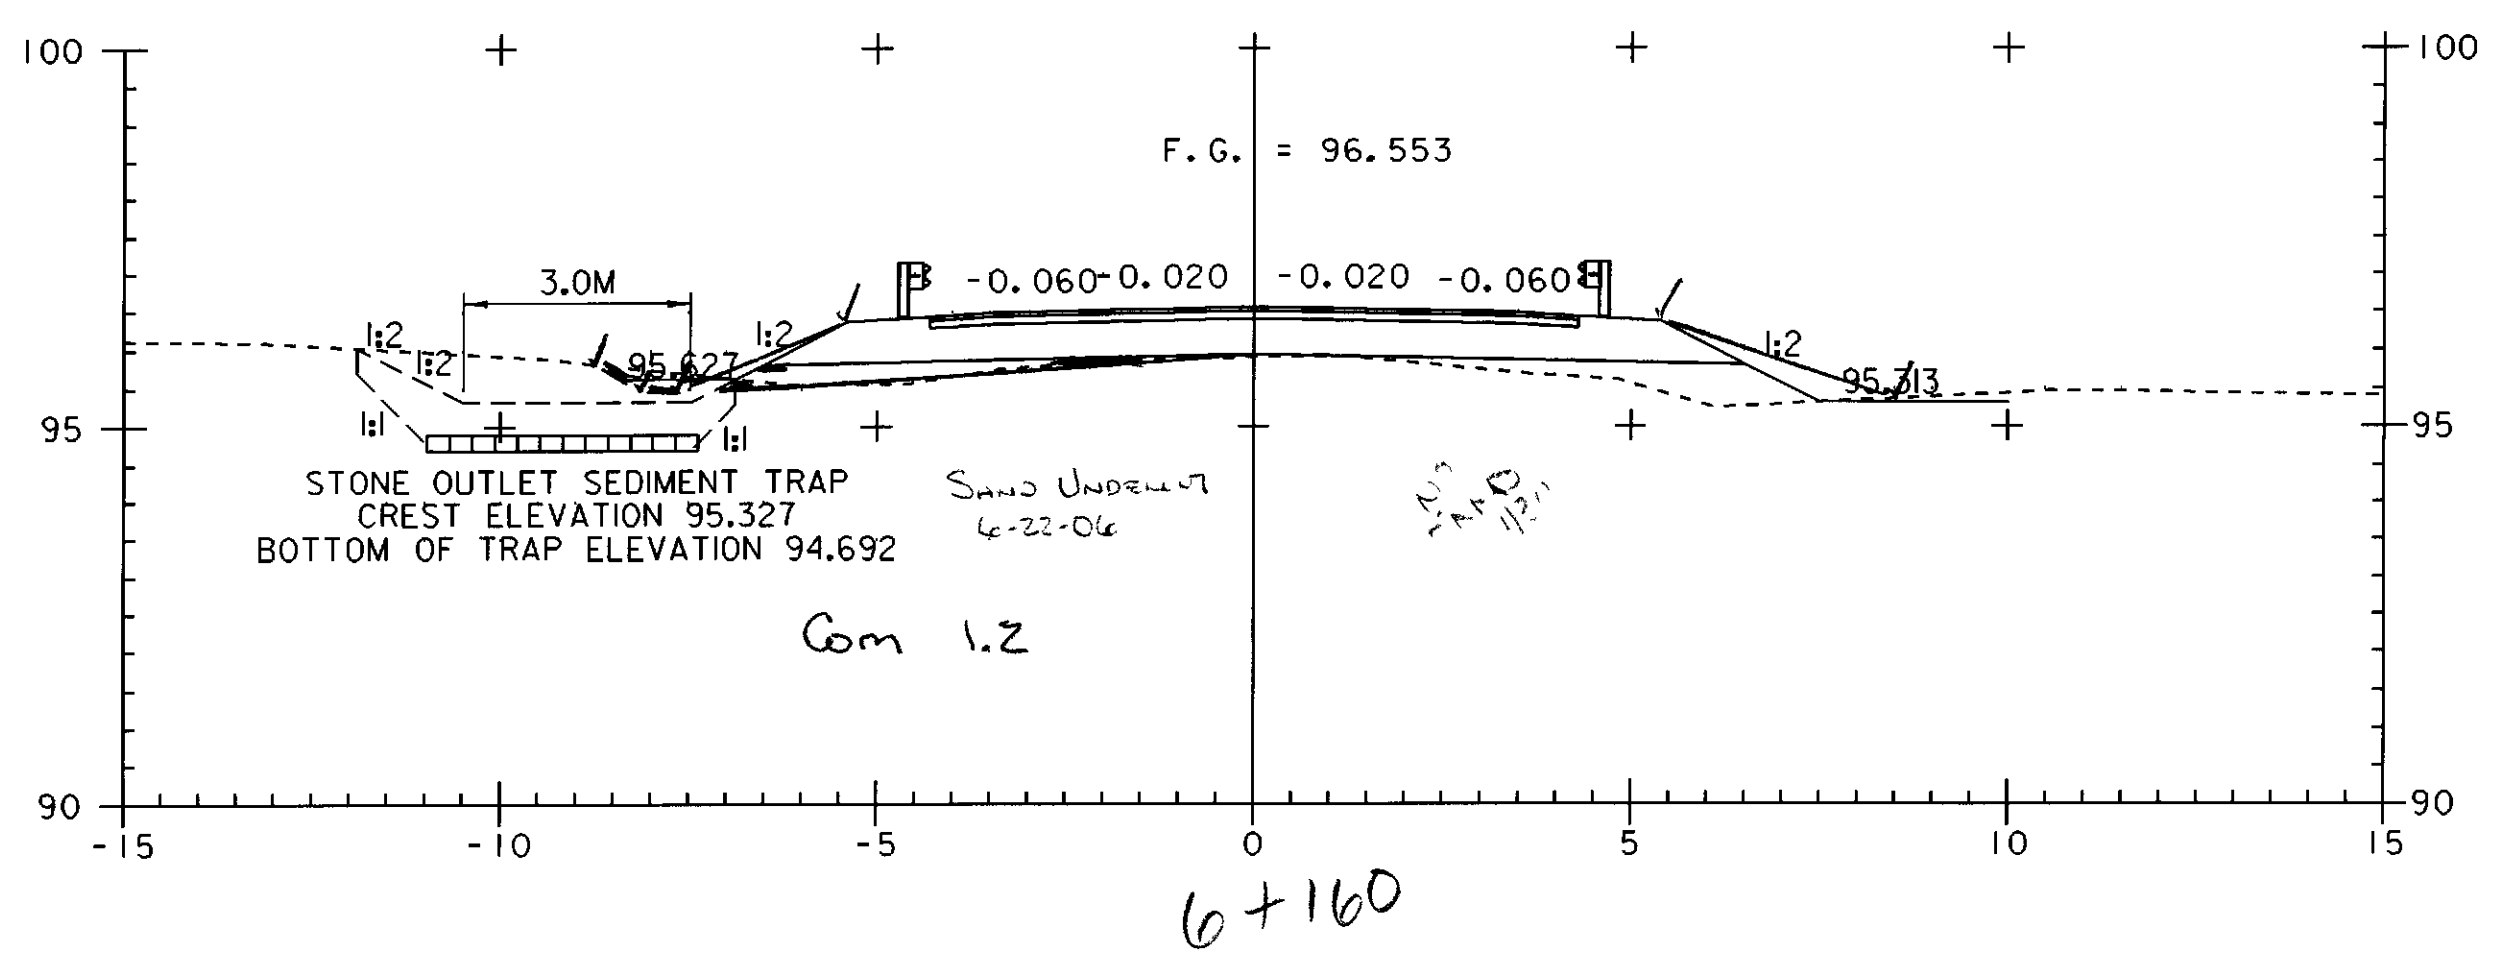 100 100
F.G. = 96.553
3.0M -0.060 -0.020 -0.020 -0.060
1:2 1:2 1:2 1:2
95.627 95.313
95 1:1 1:1 95
STONE OUTLET SEDIMENT TRAP
CREST ELEVATION 95.327
BOTTOM OF TRAP ELEVATION 94.692
SAND UNDERCUT
6-22-06
Com 1.2
90 90
-15 -10 -5 0 5 10 15
6+160